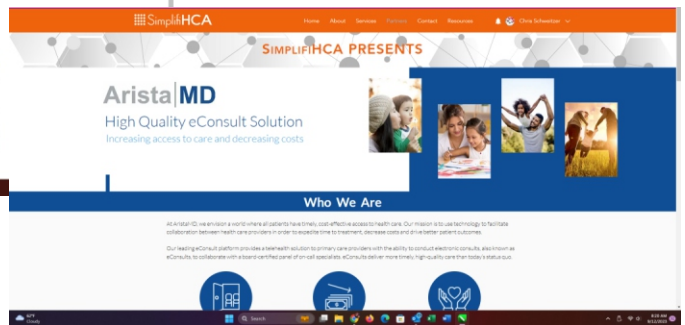 SimplifiHCA
Home About Services Partners Contact Resources Chris Schweitzer
SIMPLIFIHCA PRESENTS
Arista|MD
High Quality eConsult Solution
Increasing access to care and decreasing costs
Who We Are
At AristaMD, we envision a world where all patients have timely, cost-effective access to health care. Our mission is to use technology to facilitate
collaboration between health care providers in order to expedite time to treatment, decrease costs and drive better patient outcomes.
Our leading eConsult platform provides a telehealth solution to primary care providers with the ability to conduct electronic consults, also known as
eConsults, to collaborate with a board-certified panel of on-call specialists. eConsults deliver more timely, high-quality care than today's status quo.
Cloudy
Search
9/12/2023